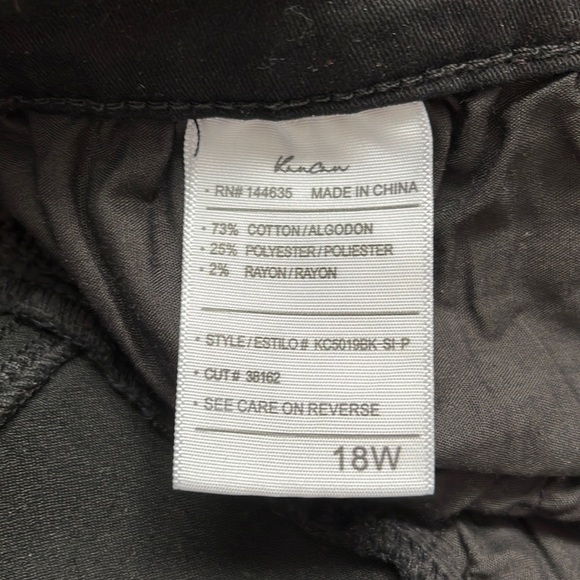 KanCan
• RN# 144635 MADE IN CHINA
• 73% COTTON/ALGODON
• 25% POLYESTER/POLIESTER
• 2% RAYON/RAYON
• STYLE/ESTILO# KC5019BK-SI-P
• CUT# 38162
• SEE CARE ON REVERSE
18W